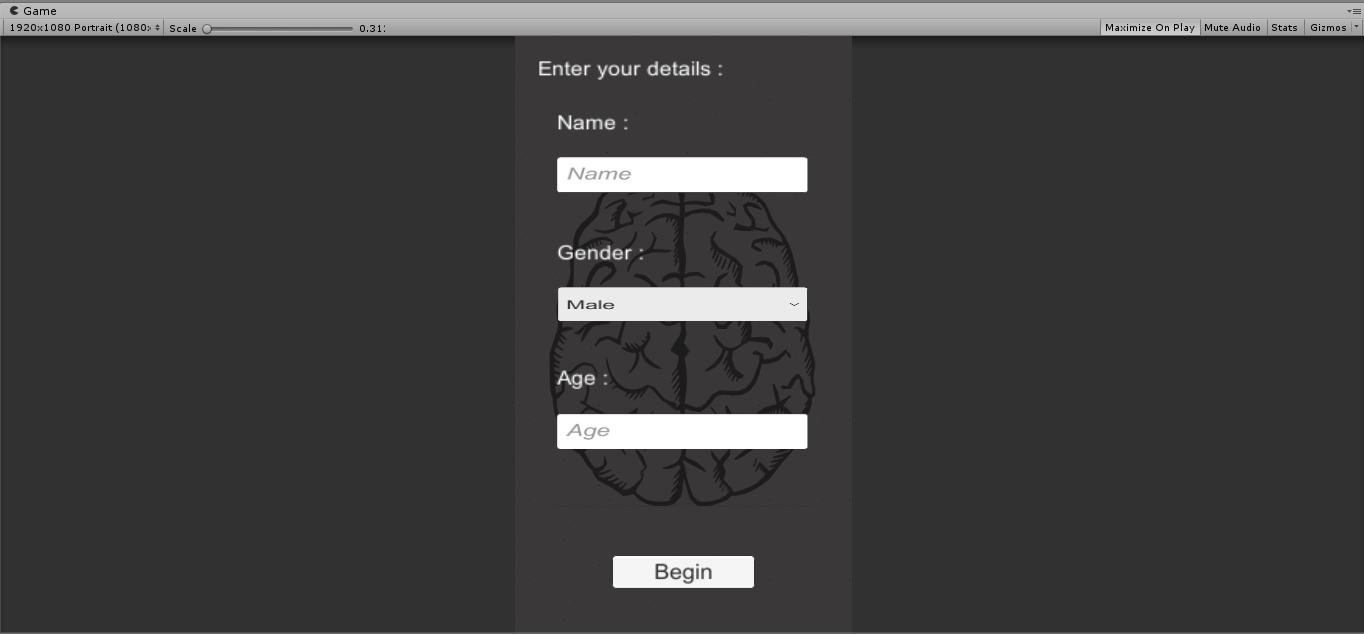 Game
1920x1080 Portrait (1080x Scale 0.31 Maximize On Play Mute Audio Stats Gizmos
Enter your details :
Name :
Name
Gender :
Male
Age :
Age
Begin